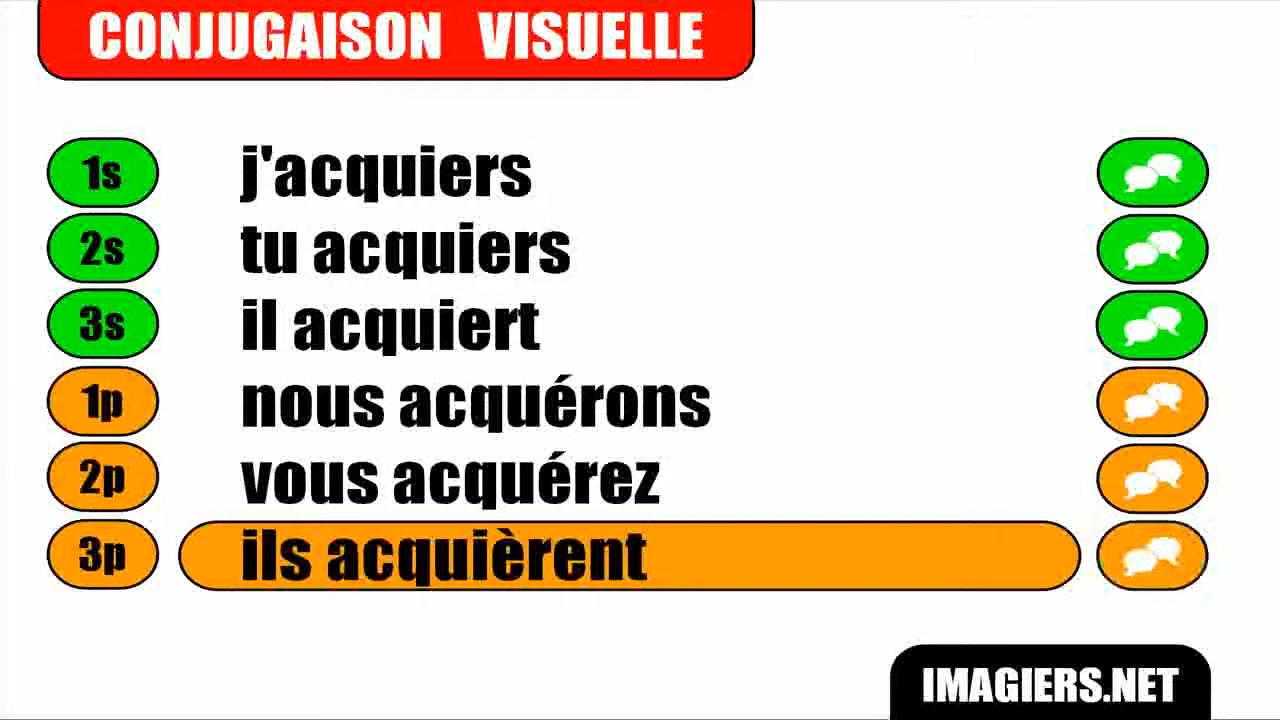 CONJUGAISON VISUELLE
1s j'acquiers
2s tu acquiers
3s il acquiert
1p nous acquérons
2p vous acquérez
3p ils acquièrent
IMAGIERS.NET